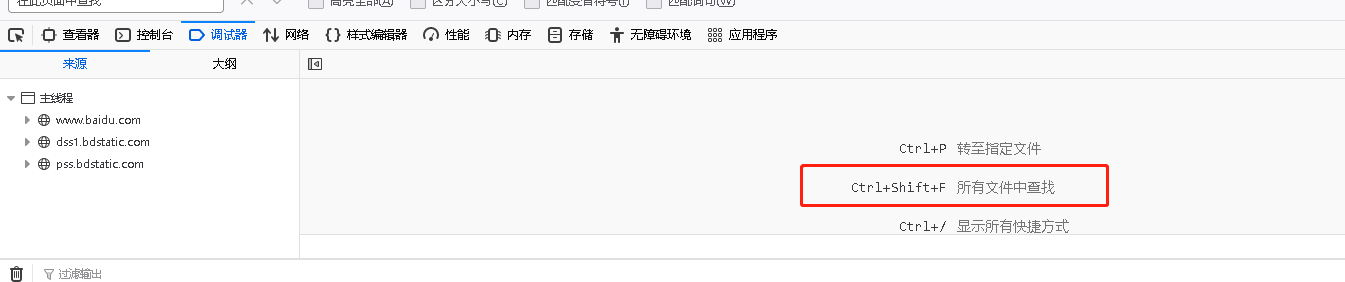 在此页面中查找 高亮全部(A) 区分大小写(C) 匹配变音符号(I) 匹配词句(W)
查看器 控制台 调试器 网络 样式编辑器 性能 内存 存储 无障碍环境 应用程序
来源 大纲
主线程
www.baidu.com
dss1.bdstatic.com
pss.bdstatic.com
Ctrl+P 转至指定文件
Ctrl+Shift+F 所有文件中查找
Ctrl+/ 显示所有快捷方式
过滤输出